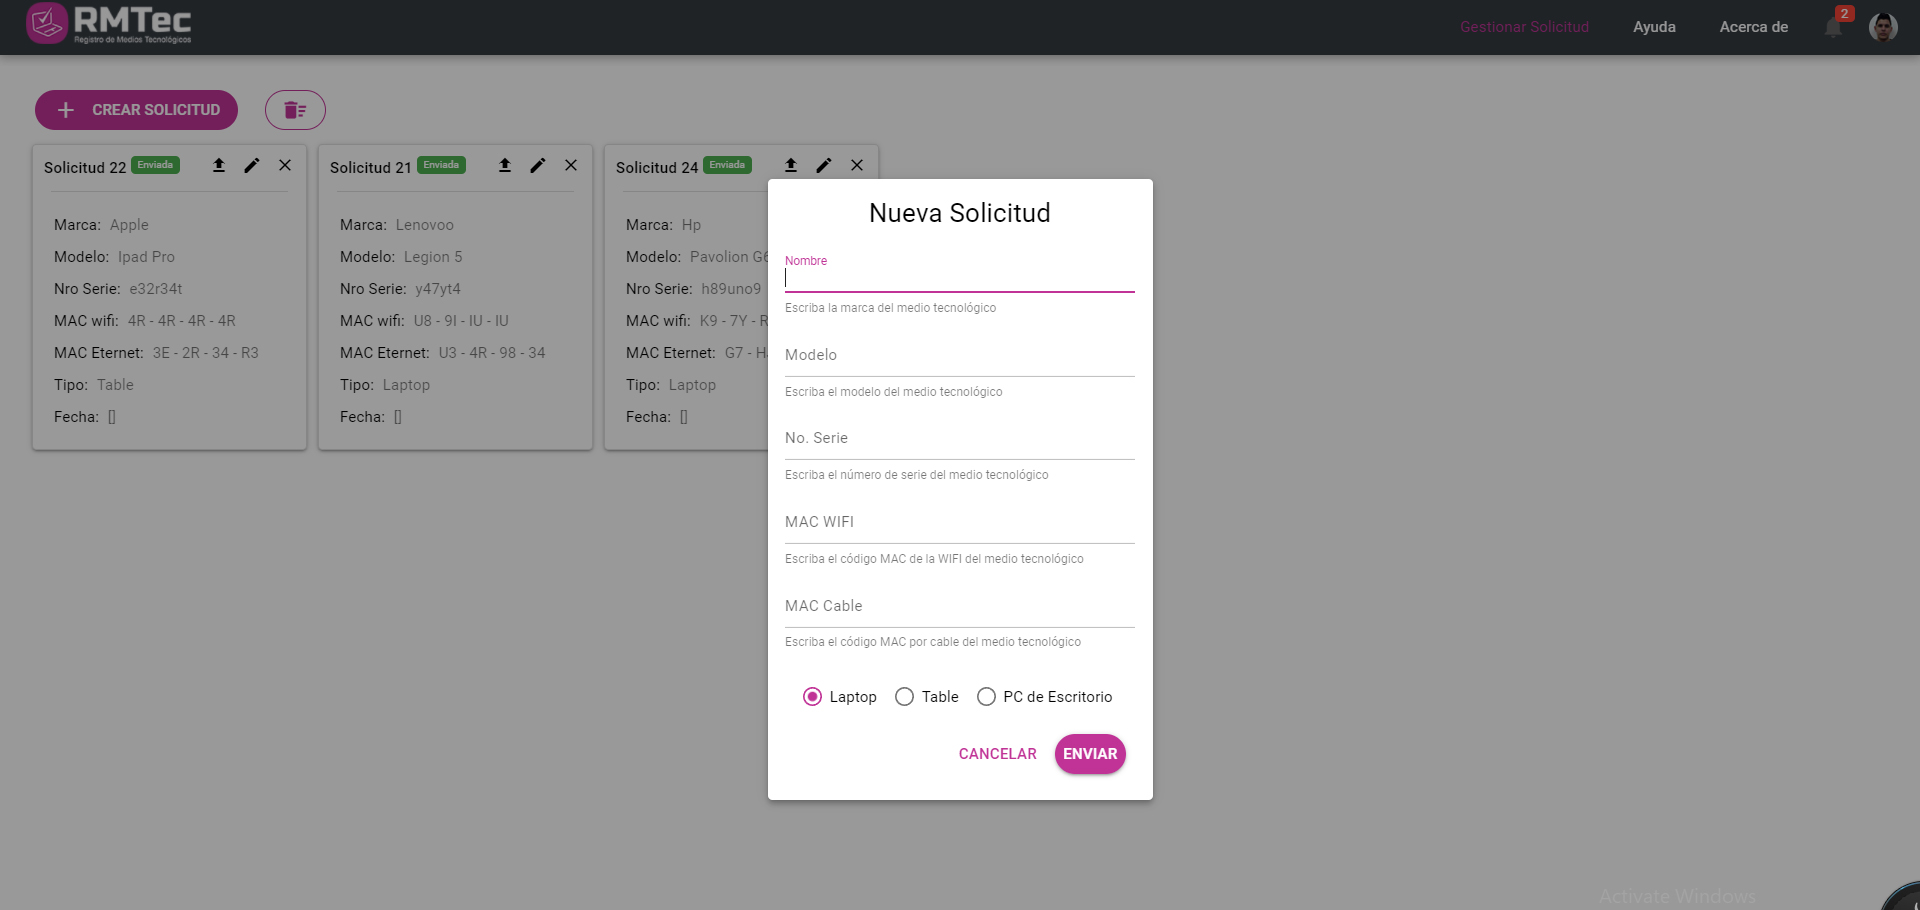 RMTec
Registro de Medios Tecnológicos
Gestionar Solicitud
Ayuda
Acerca de
2
CREAR SOLICITUD
Solicitud 22 Enviada
Marca: Apple
Modelo: Ipad Pro
Nro Serie: e32r34t
MAC wifi: 4R - 4R - 4R - 4R
MAC Eternet: 3E - 2R - 34 - R3
Tipo: Table
Fecha: []
Solicitud 21 Enviada
Marca: Lenovoo
Modelo: Legion 5
Nro Serie: y47yt4
MAC wifi: U8 - 9I - IU - IU
MAC Eternet: U3 - 4R - 98 - 34
Tipo: Laptop
Fecha: []
Solicitud 24 Enviada
Marca: Hp
Modelo: Pavolion
Nro Serie: h89uno9
MAC wifi: K9 - 7Y -
MAC Eternet: G7 -
Tipo: Laptop
Fecha: []
Nueva Solicitud
Nombre
Escriba la marca del medio tecnológico
Modelo
Escriba el modelo del medio tecnológico
No. Serie
Escriba el número de serie del medio tecnológico
MAC WIFI
Escriba el código MAC de la WIFI del medio tecnológico
MAC Cable
Escriba el código MAC por cable del medio tecnológico
Laptop
Table
PC de Escritorio
CANCELAR
ENVIAR
Activate Windows